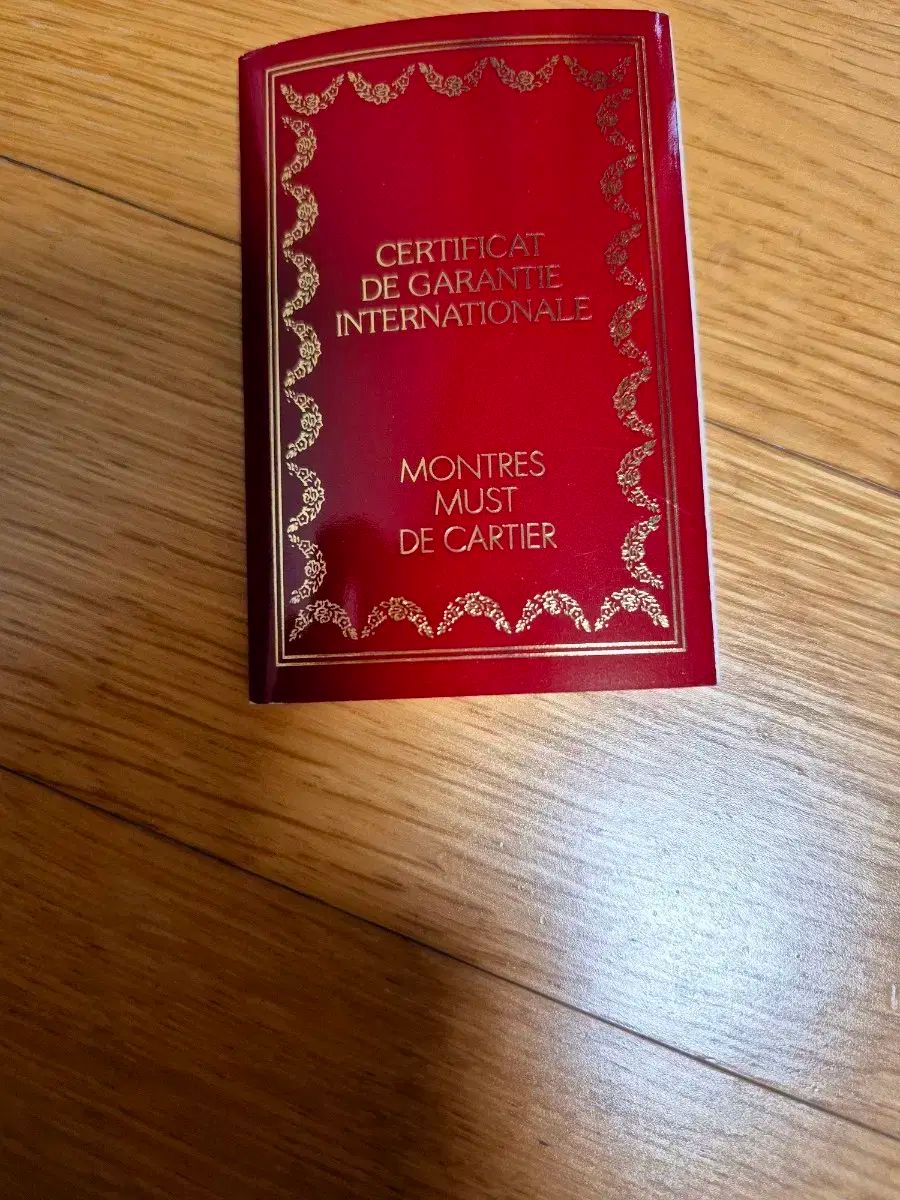 CERTIFICAT
DE GARANTIE
INTERNATIONALE
MONTRES
MUST
DE CARTIER